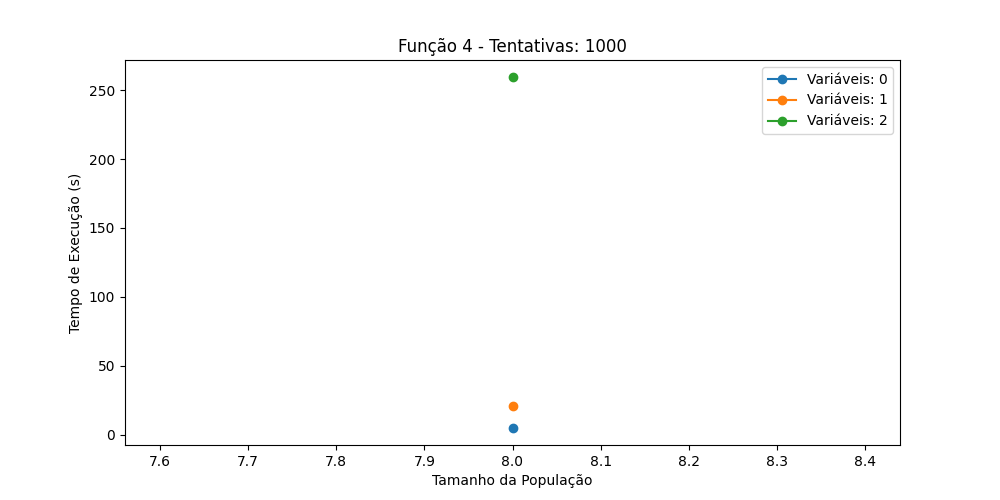 Função 4 - Tentativas: 1000
Variáveis: 0
Variáveis: 1
Variáveis: 2
Tempo de Execução (s)
250
200
150
100
50
0
7.6 7.7 7.8 7.9 8.0 8.1 8.2 8.3 8.4
Tamanho da População